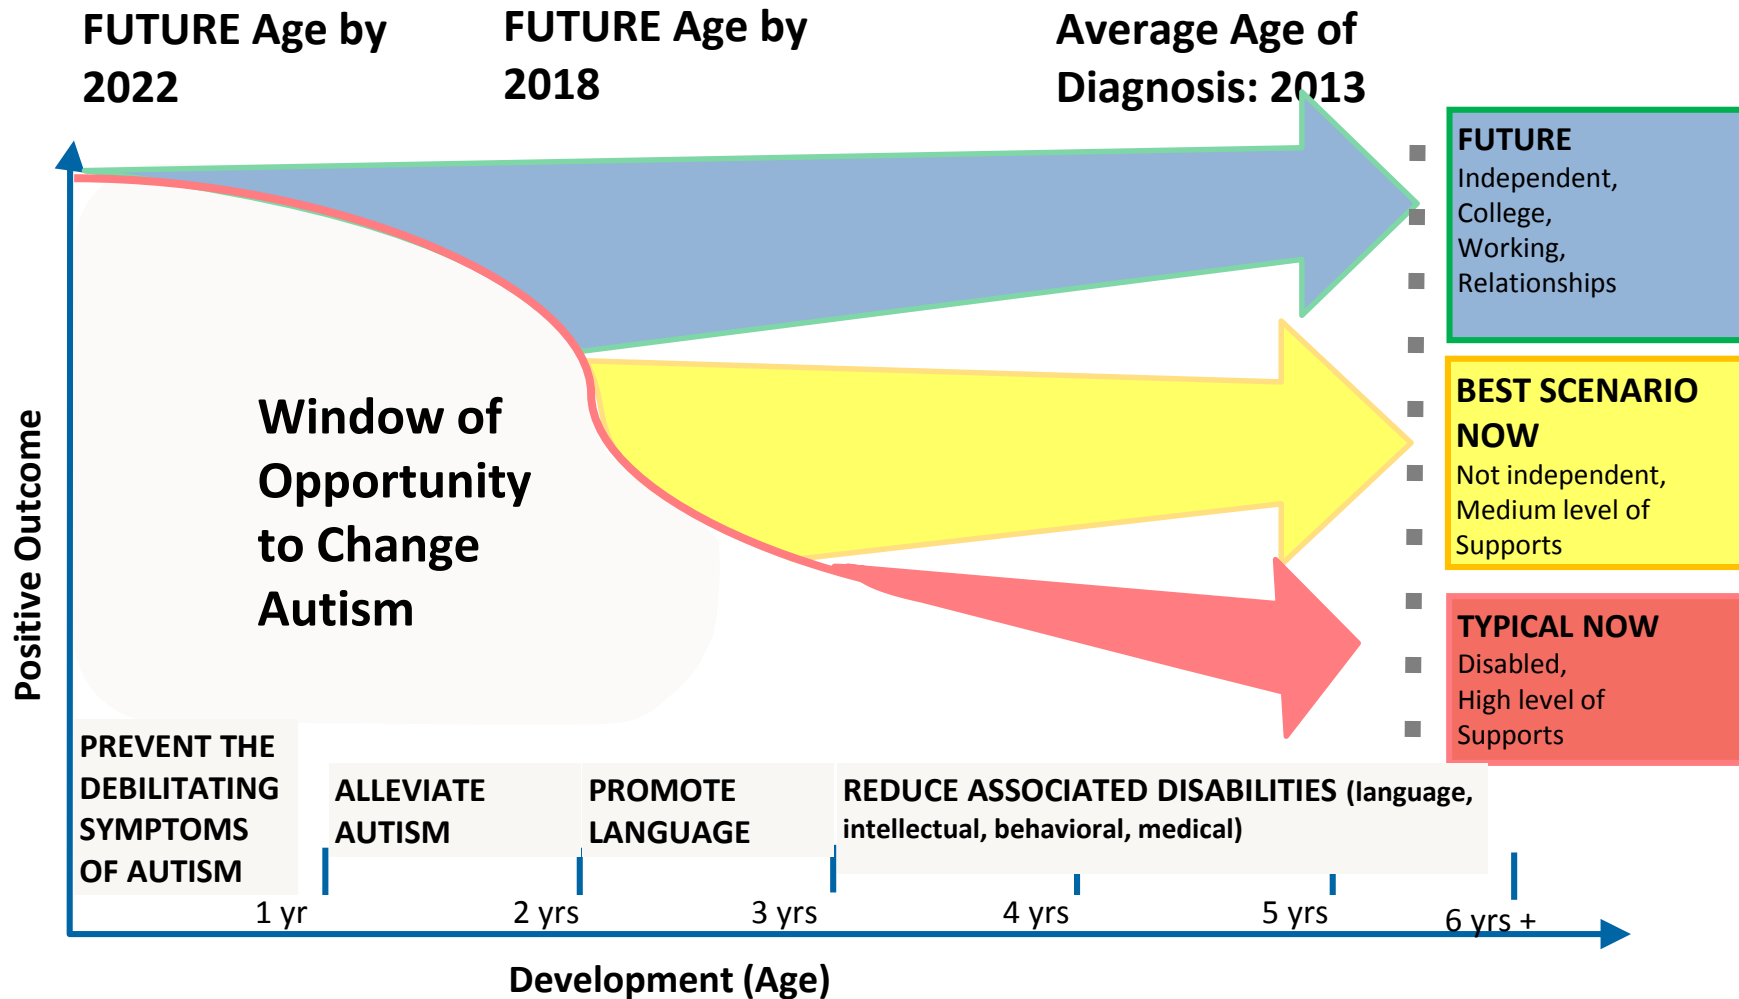 FUTURE Age by
2022
FUTURE Age by
2018
Average Age of
Diagnosis: 2013
FUTURE
Independent,
College,
Working,
Relationships
BEST SCENARIO
NOW
Not independent,
Medium level of
Supports
TYPICAL NOW
Disabled,
High level of
Supports
Positive Outcome
Window of
Opportunity
to Change
Autism
PREVENT THE
DEBILITATING
SYMPTOMS
OF AUTISM
ALLEVIATE
AUTISM
PROMOTE
LANGUAGE
REDUCE ASSOCIATED DISABILITIES (language,
intellectual, behavioral, medical)
1 yr
2 yrs
3 yrs
4 yrs
5 yrs
6 yrs +
Development (Age)